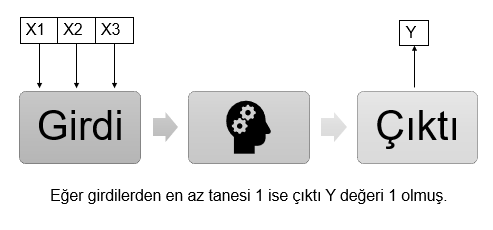 X1 X2 X3
Y
Girdi
Çıktı
Eğer girdilerden en az tanesi 1 ise çıktı Y değeri 1 olmuş.